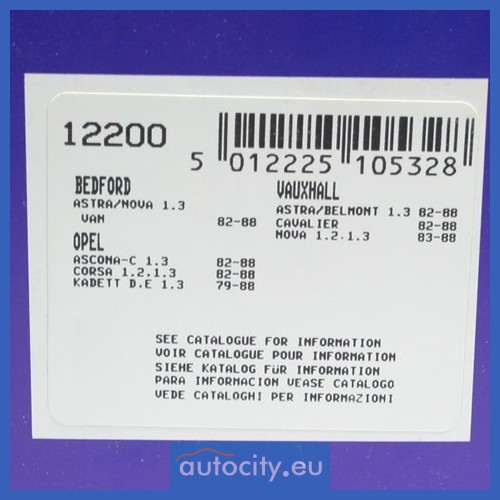 12200
5 012225 105328
BEDFORD
ASTRA/NOVA 1.3
VAN 82-88
OPEL
ASCONA-C 1.3 82-88
CORSA 1.2.1.3 82-88
KADETT D.E 1.3 79-88
VAUXHALL
ASTRA/BELMONT 1.3 82-88
CAVALIER 82-88
NOVA 1.2.1.3 83-88
SEE CATALOGUE FOR INFORMATION
VOIR CATALOGUE POUR INFORMATION
SIEHE KATALOG FüR INFORMATION
PARA INFORMACION VEASE CATALOGO
VEDE CATALOGHI PER INFORMAZIONI
autocity.eu